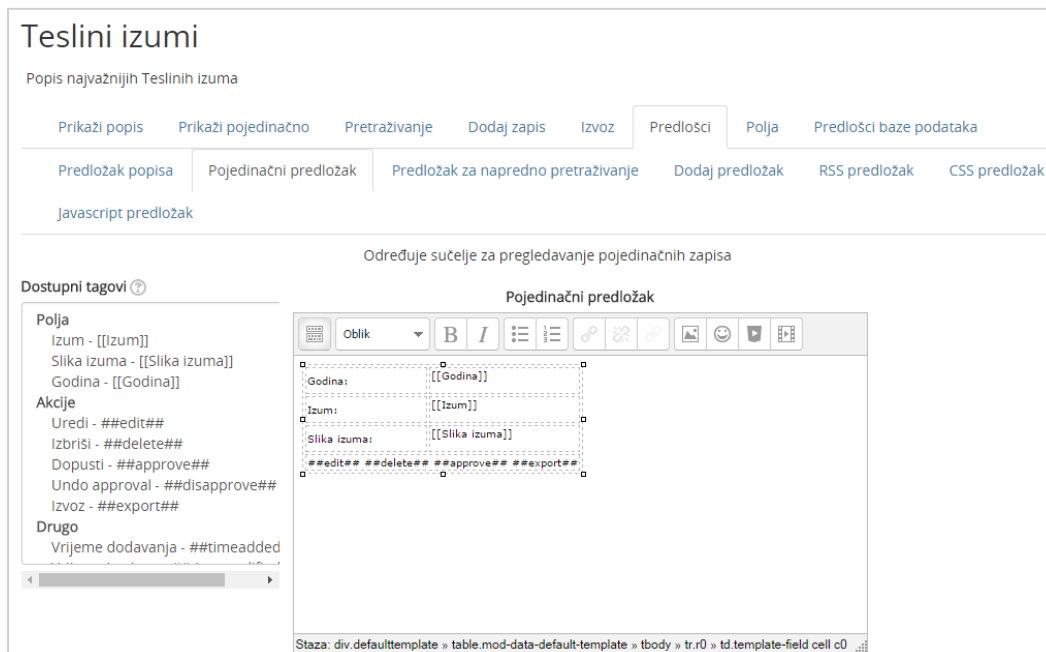 Teslini izumi
Popis najvažnijih Teslinih izuma
Prikaži popis Prikaži pojedinačno Pretraživanje Dodaj zapis Izvoz Predlošci Polja Predlošci baze podataka
Predložak popisa Pojedinačni predložak Predložak za napredno pretraživanje Dodaj predložak RSS predložak CSS predložak
Javascript predložak
Određuje sučelje za pregledavanje pojedinačnih zapisa
Dostupni tagovi ?
Polja
Izum - [[Izum]]
Slika izuma - [[Slika izuma]]
Godina - [[Godina]]
Akcije
Uredi - ##edit##
Izbriši - ##delete##
Dopusti - ##approve##
Undo approval - ##disapprove##
Izvoz - ##export##
Drugo
Vrijeme dodavanja - ##timeadded
Pojedinačni predložak
Oblik B I
Godina: [[Godina]]
Izum: [[Izum]]
Slika izuma: [[Slika izuma]]
##edit## ##delete## ##approve## ##export##
Staza: div.defaulttemplate » table.mod-data-default-template » tbody » tr.r0 » td.template-field cell c0